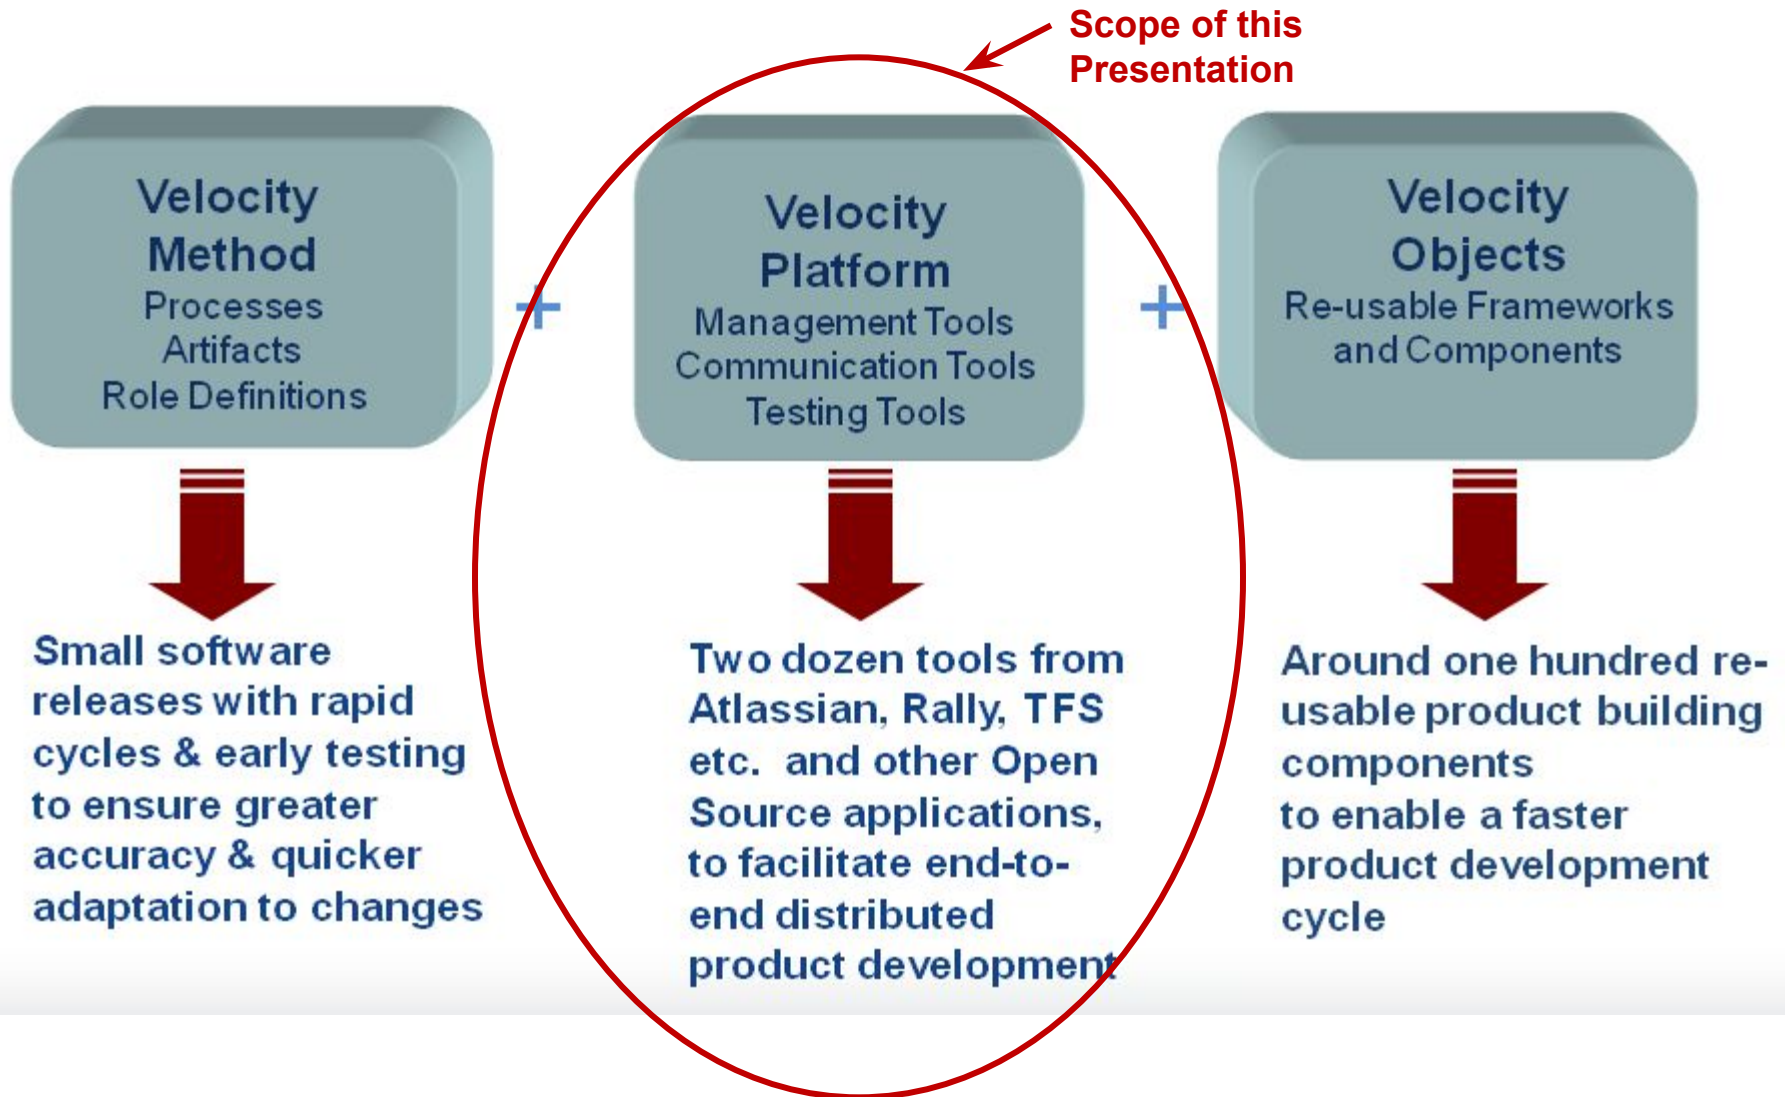 Scope of this
Presentation
Velocity
Method
Processes
Artifacts
Role Definitions
+
Velocity
Platform
Management Tools
Communication Tools
Testing Tools
+
Velocity
Objects
Re-usable Frameworks
and Components
Small software
releases with rapid
cycles & early testing
to ensure greater
accuracy & quicker
adaptation to changes
Two dozen tools from
Atlassian, Rally, TFS
etc. and other Open
Source applications,
to facilitate end-to-
end distributed
product development
Around one hundred re-
usable product building
components
to enable a faster
product development
cycle